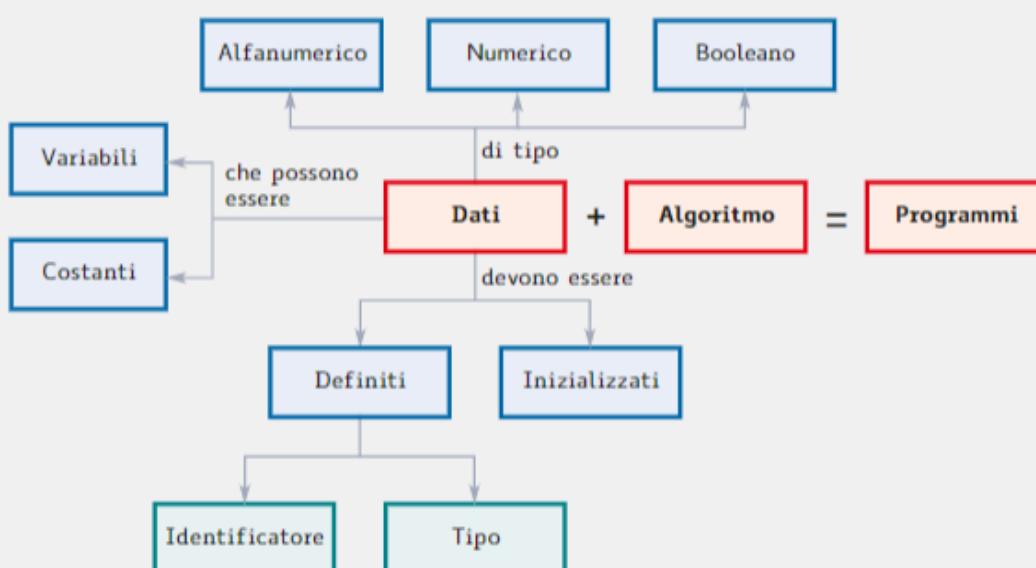 Alfanumerico
Numerico
Booleano
di tipo
Variabili
che possono
essere
Dati + Algoritmo = Programmi
Costanti
devono essere
Definiti
Inizializzati
Identificatore
Tipo